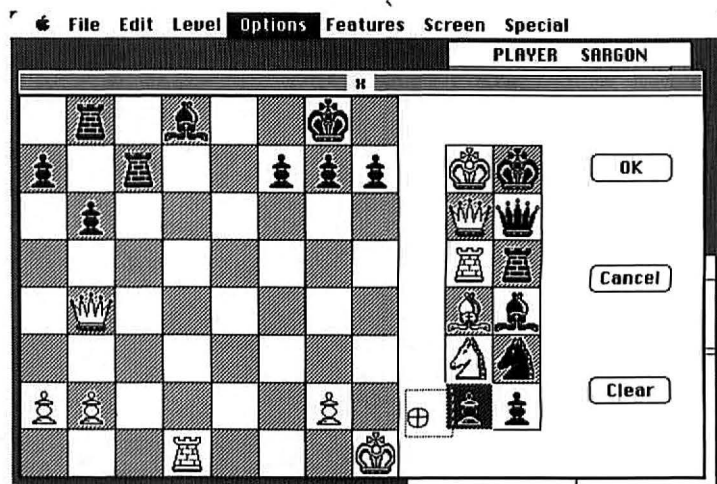 File Edit Level Options Features Screen Special
PLAYER SARGON
OK
Cancel
Clear